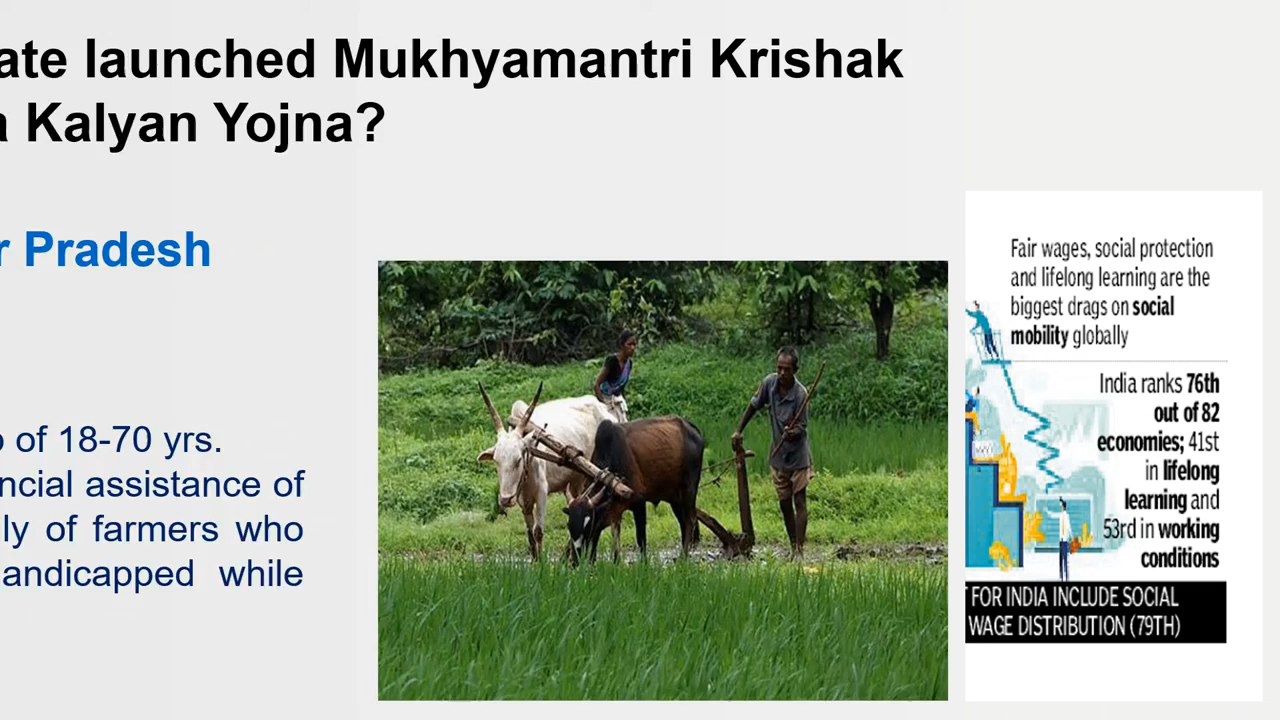 ate launched Mukhyamantri Krishak
a Kalyan Yojna?
r Pradesh
of 18-70 yrs.
ncial assistance of
ly of farmers who
andicapped while
Fair wages, social protection
and lifelong learning are the
biggest drags on social
mobility globally
India ranks 76th
out of 82
economies; 41st
in lifelong
learning and
53rd in working
conditions
FOR INDIA INCLUDE SOCIAL
WAGE DISTRIBUTION (79TH)